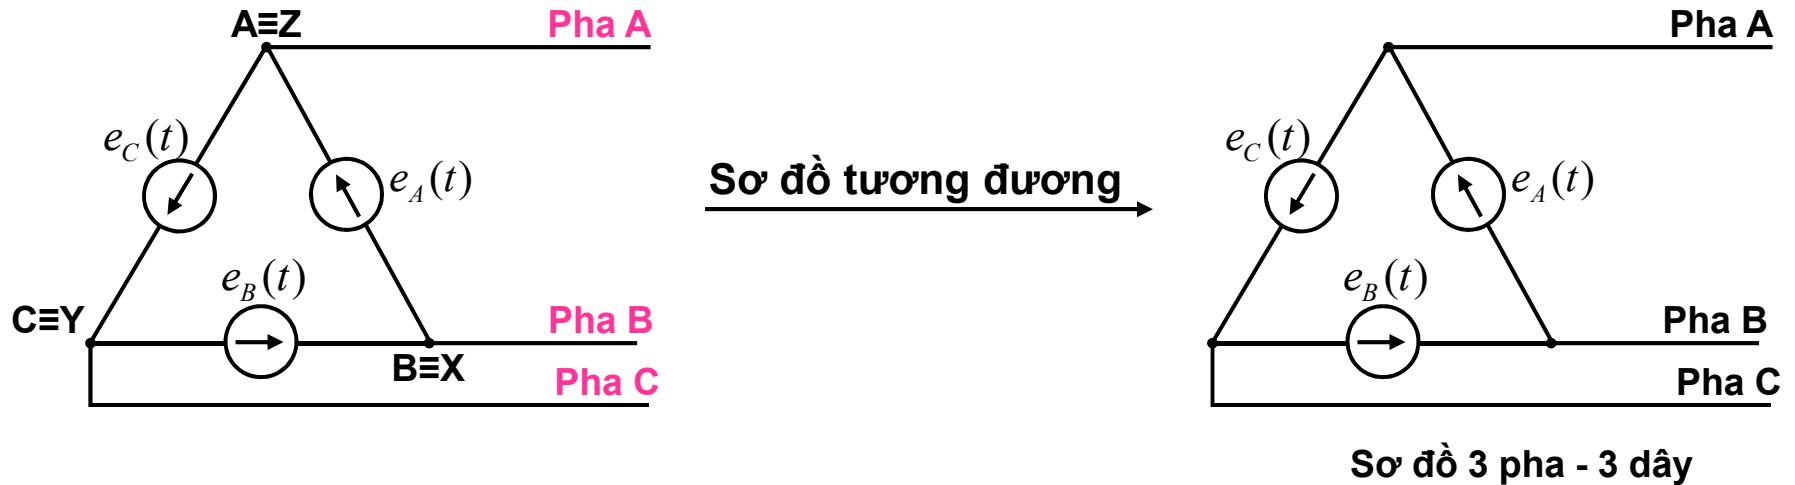 A≡Z
Pha A
e_C(t)
e_A(t)
e_B(t)
C≡Y
Pha B
B≡X
Pha C
Sơ đồ tương đương
Pha A
e_C(t)
e_A(t)
e_B(t)
Pha B
Pha C
Sơ đồ 3 pha - 3 dây